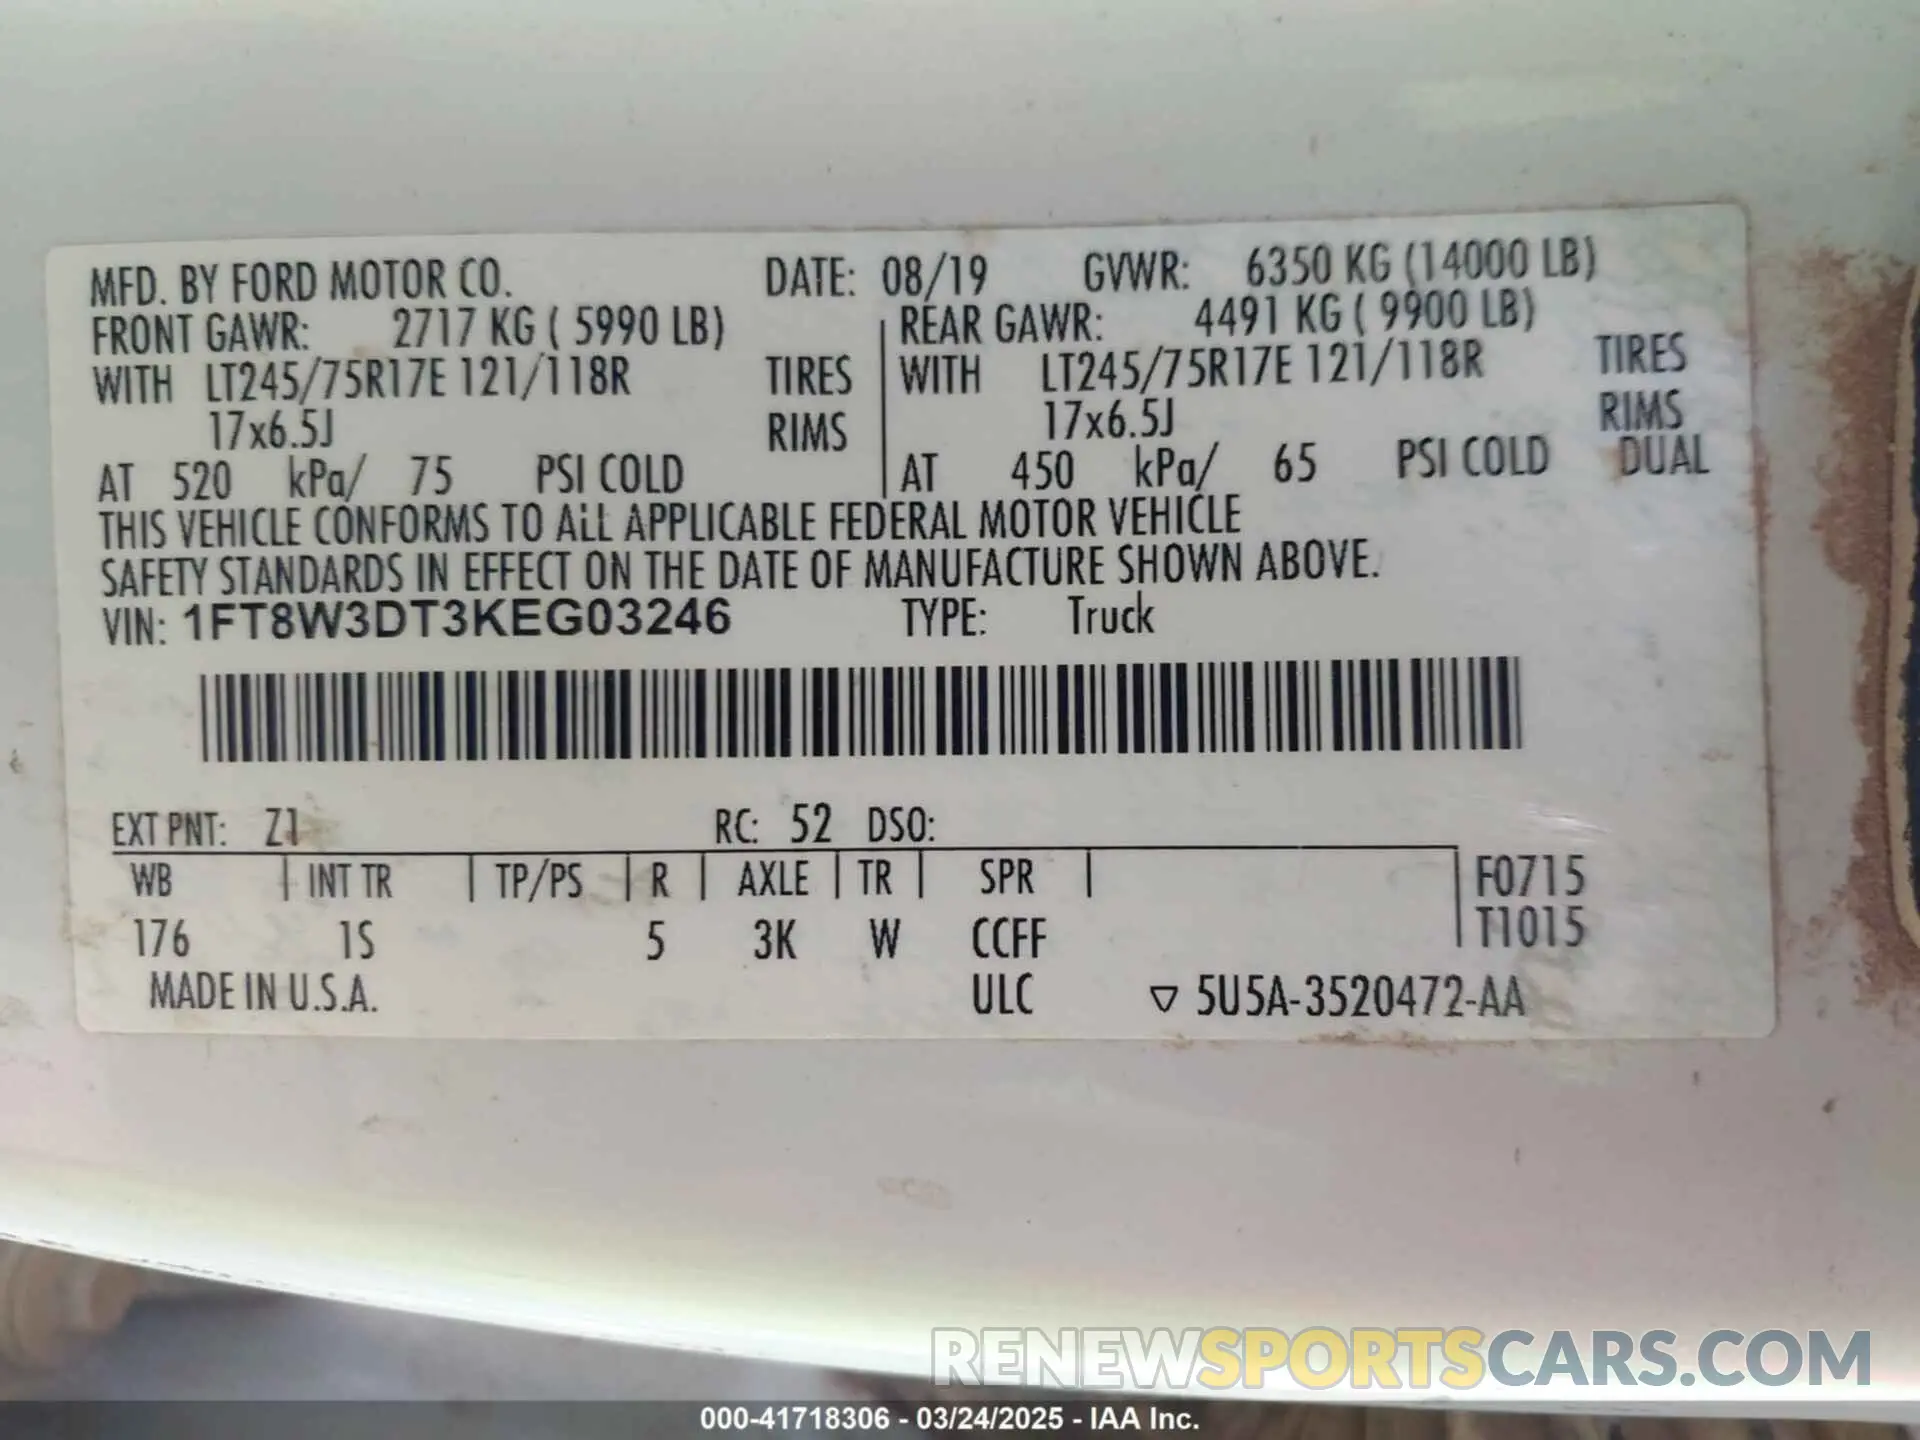 MFD. BY FORD MOTOR CO. DATE: 08/19 GVWR: 6350 KG (14000 LB)
FRONT GAWR: 2717 KG ( 5990 LB) REAR GAWR: 4491 KG ( 9900 LB)
WITH LT245/75R17E 121/118R TIRES WITH LT245/75R17E 121/118R TIRES
17x6.5J RIMS 17x6.5J RIMS
AT 520 kPa/ 75 PSI COLD AT 450 kPa/ 65 PSI COLD DUAL
THIS VEHICLE CONFORMS TO ALL APPLICABLE FEDERAL MOTOR VEHICLE
SAFETY STANDARDS IN EFFECT ON THE DATE OF MANUFACTURE SHOWN ABOVE.
VIN: 1FT8W3DT3KEG03246 TYPE: Truck
EXT PNT: Z1 RC: 52 DSO:
WB INT TR TP/PS R AXLE TR SPR F0715
176 1S 5 3K W CCFF T1015
MADE IN U.S.A. ULC ▽ 5U5A-3520472-AA
RENEWSPORTSCARS.COM
000-41718306 - 03/24/2025 - IAA Inc.